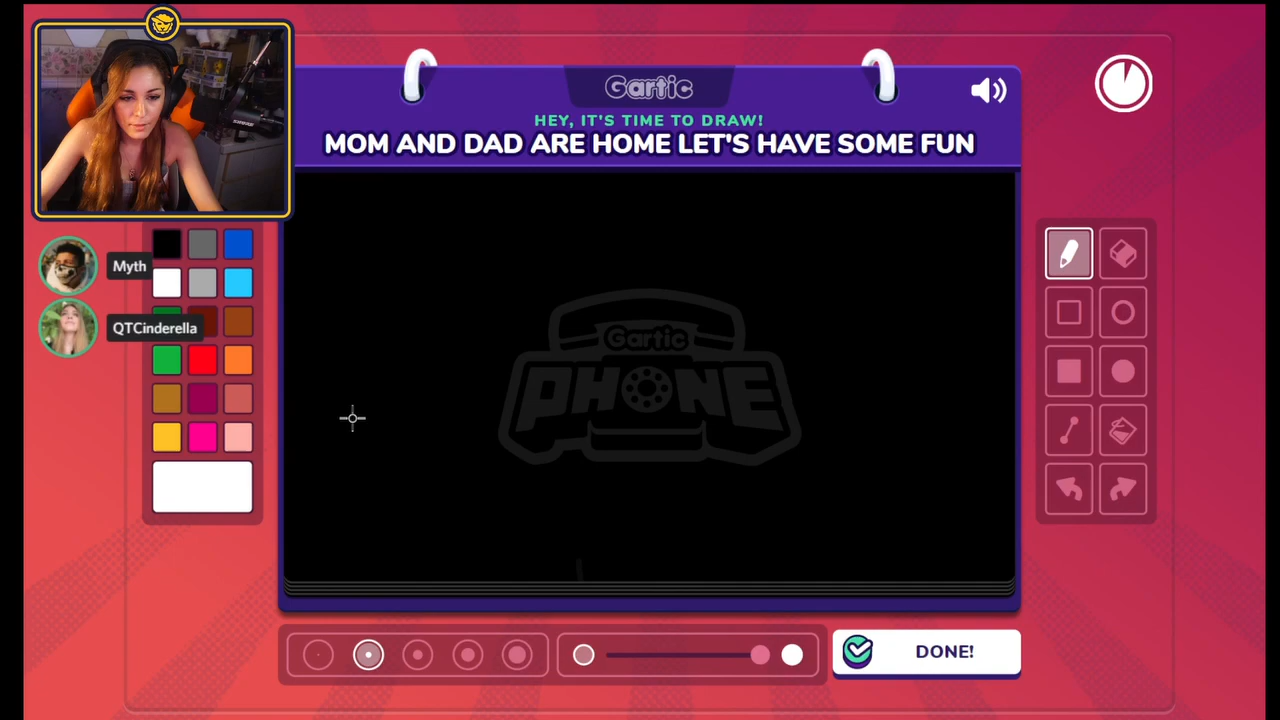 Gartic
HEY, IT'S TIME TO DRAW!
MOM AND DAD ARE HOME LET'S HAVE SOME FUN
Myth
QTCinderella
Gartic
PHONE
DONE!